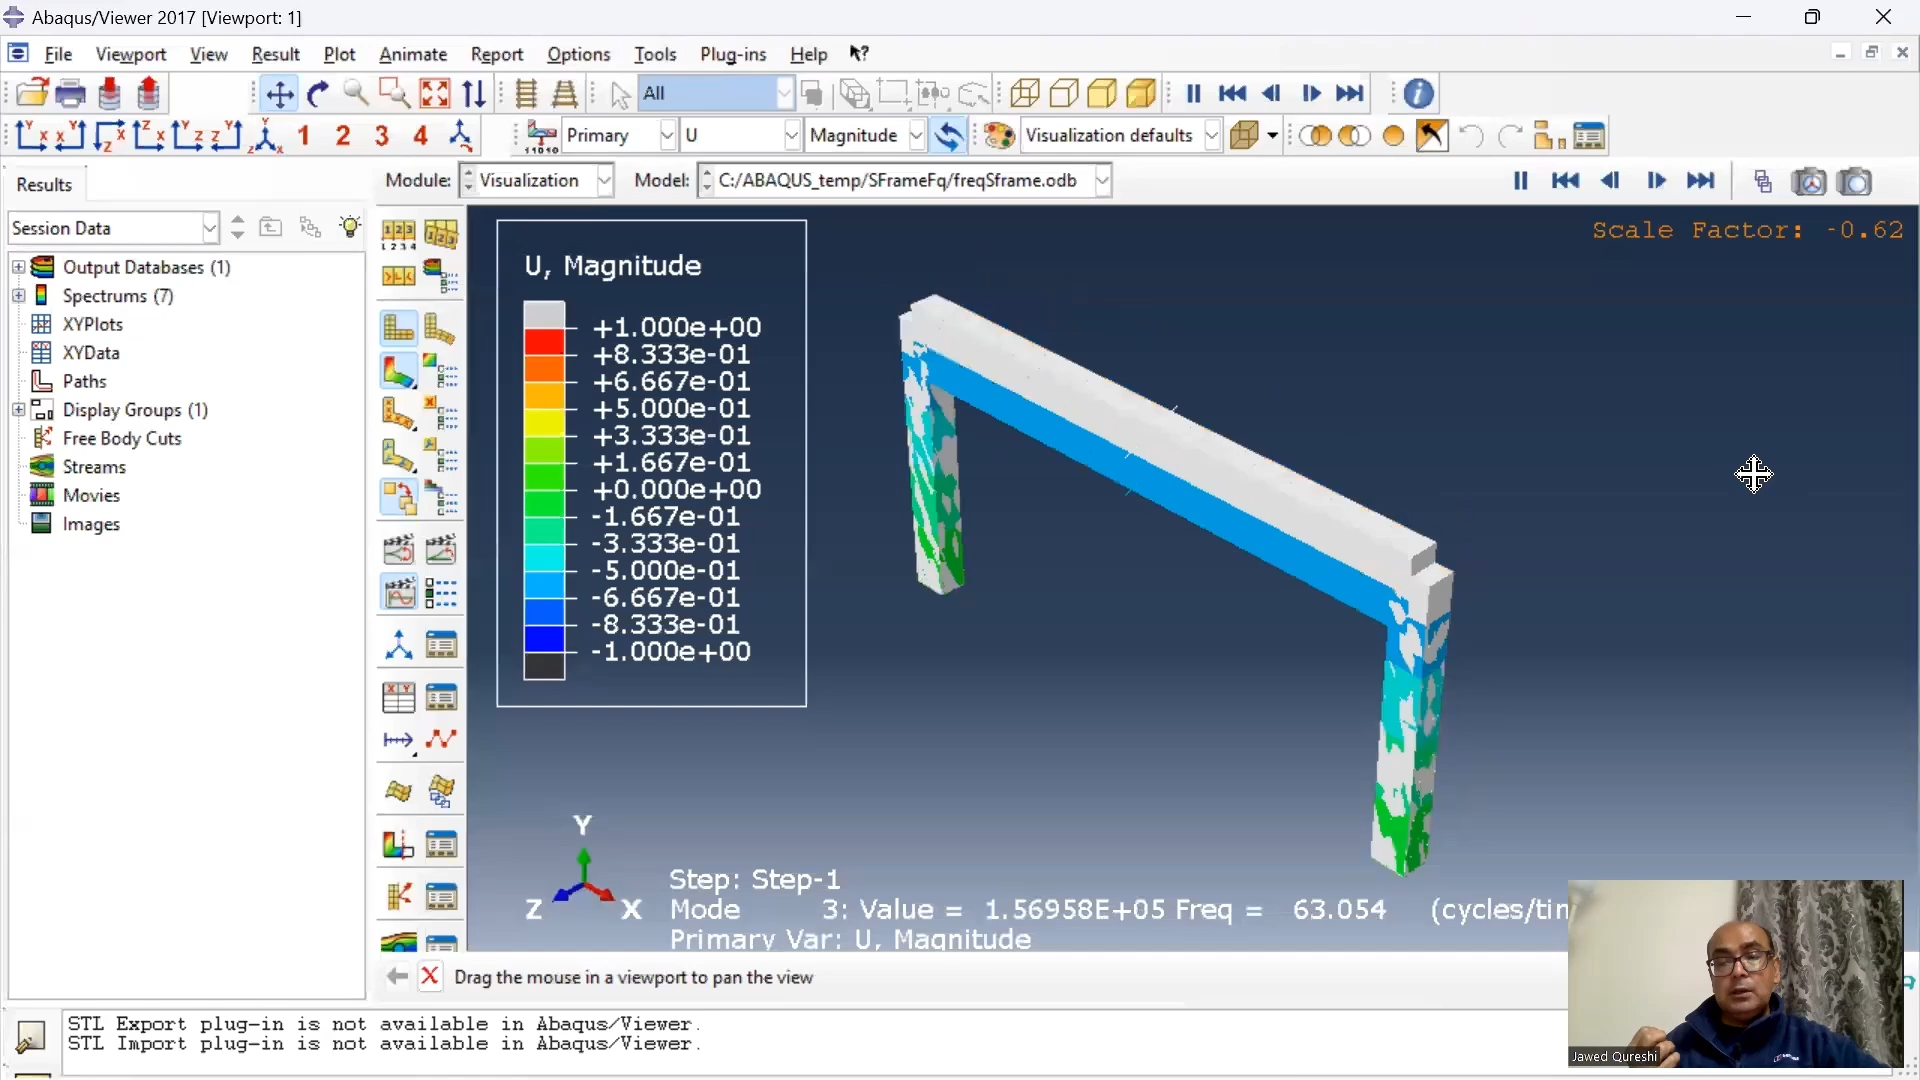 Abaqus/Viewer 2017 [Viewport: 1]
File Viewport View Result Plot Animate Report Options Tools Plug-ins Help
All
1 2 3 4 Primary U Magnitude Visualization defaults
Results
Module: Visualization Model: C:/ABAQUS_temp/SFrameFq/freqSframe.odb
Session Data
Output Databases (1)
Spectrums (7)
XYPlots
XYData
Paths
Display Groups (1)
Free Body Cuts
Streams
Movies
Images
Scale Factor: -0.62
U, Magnitude
+1.000e+00
+8.333e-01
+6.667e-01
+5.000e-01
+3.333e-01
+1.667e-01
+0.000e+00
-1.667e-01
-3.333e-01
-5.000e-01
-6.667e-01
-8.333e-01
-1.000e+00
Y
Z X
Step: Step-1
Mode 3: Value = 1.56958E+05 Freq = 63.054 (cycles/tim
Primary Var: U, Magnitude
Drag the mouse in a viewport to pan the view
STL Export plug-in is not available in Abaqus/Viewer.
STL Import plug-in is not available in Abaqus/Viewer.
Jawed Qureshi